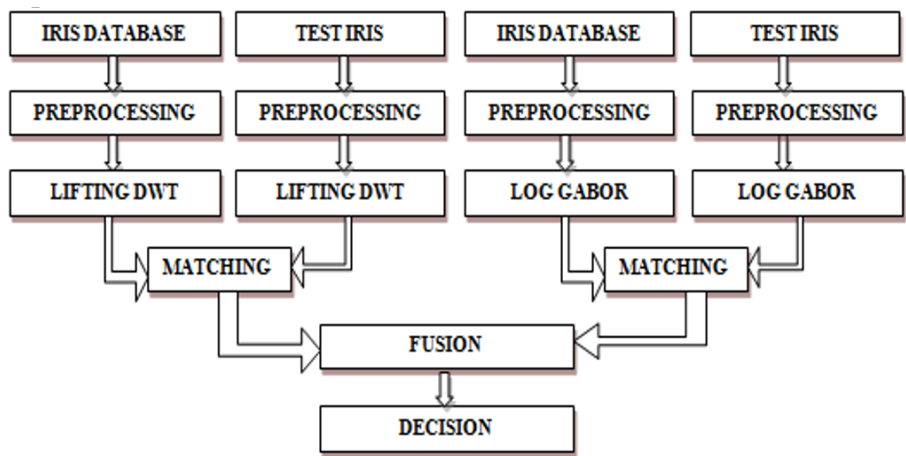 IRIS DATABASE
TEST IRIS
IRIS DATABASE
TEST IRIS
PREPROCESSING
PREPROCESSING
PREPROCESSING
PREPROCESSING
LIFTING DWT
LIFTING DWT
LOG GABOR
LOG GABOR
MATCHING
MATCHING
FUSION
DECISION